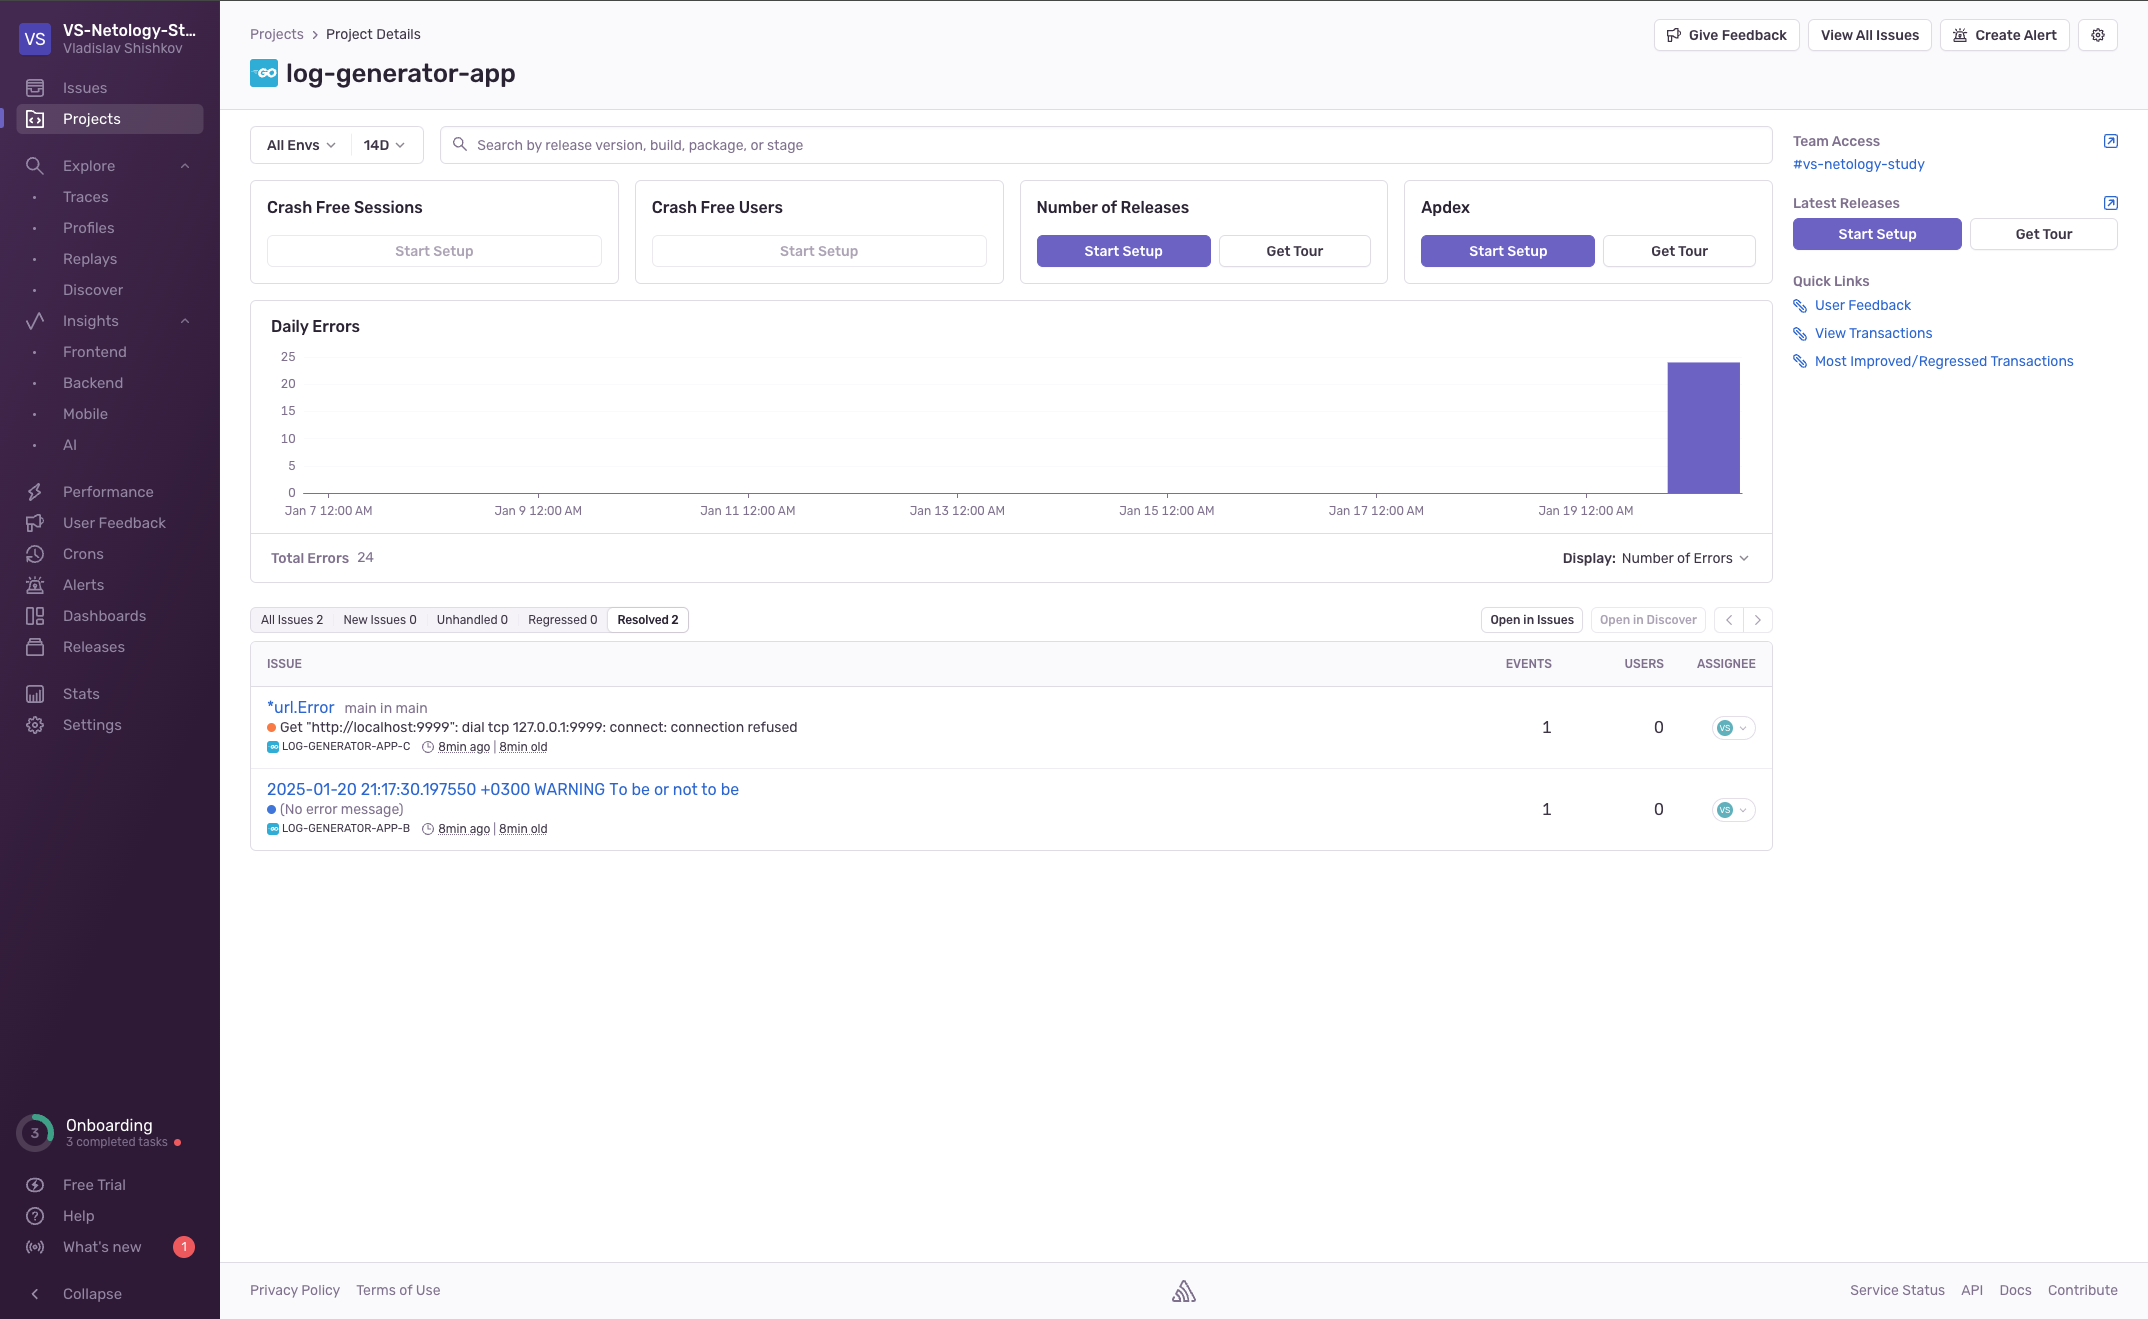 VS
VS-Netology-St...
Vladislav Shishkov
Issues
Projects
Explore
Traces
Profiles
Replays
Discover
Insights
Frontend
Backend
Mobile
AI
Performance
User Feedback
Crons
Alerts
Dashboards
Releases
Stats
Settings
3
Onboarding
3 completed tasks
Free Trial
Help
What's new 1
Collapse
Projects > Project Details
GO log-generator-app
Give Feedback
View All Issues
Create Alert
All Envs
14D
Search by release version, build, package, or stage
Crash Free Sessions
Start Setup
Crash Free Users
Start Setup
Number of Releases
Start Setup Get Tour
Apdex
Start Setup Get Tour
Daily Errors
25
20
15
10
5
0
Jan 7 12:00 AM Jan 9 12:00 AM Jan 11 12:00 AM Jan 13 12:00 AM Jan 15 12:00 AM Jan 17 12:00 AM Jan 19 12:00 AM
Total Errors 24
Display: Number of Errors
All Issues 2 New Issues 0 Unhandled 0 Regressed 0 Resolved 2
Open in Issues Open in Discover
ISSUE EVENTS USERS ASSIGNEE
*url.Error main in main
Get "http://localhost:9999": dial tcp 127.0.0.1:9999: connect: connection refused
GO LOG-GENERATOR-APP-C 8min ago | 8min old
1 0 VS
2025-01-20 21:17:30.197550 +0300 WARNING To be or not to be
(No error message)
GO LOG-GENERATOR-APP-B 8min ago | 8min old
1 0 VS
Team Access
#vs-netology-study
Latest Releases
Start Setup Get Tour
Quick Links
User Feedback
View Transactions
Most Improved/Regressed Transactions
Privacy Policy Terms of Use
Service Status API Docs Contribute